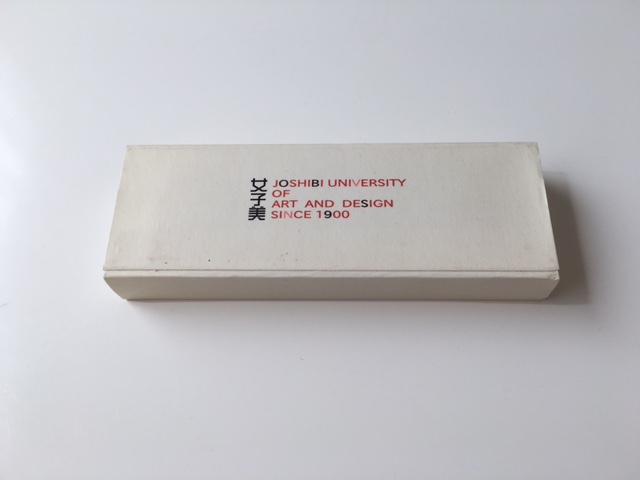 女子美
JOSHIBI UNIVERSITY
OF
ART AND DESIGN
SINCE 1900